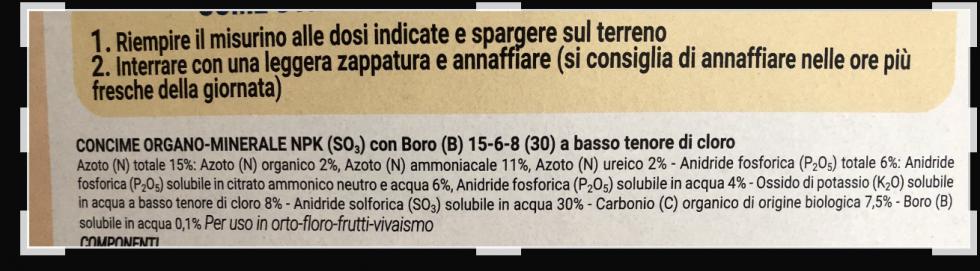 1. Riempire il misurino alle dosi indicate e spargere sul terreno
2. Interrare con una leggera zappatura e annaffiare (si consiglia di annaffiare nelle ore più
fresche della giornata)
CONCIME ORGANO-MINERALE NPK (SO₃) con Boro (B) 15-6-8 (30) a basso tenore di cloro
Azoto (N) totale 15%: Azoto (N) organico 2%, Azoto (N) ammoniacale 11%, Azoto (N) ureico 2% - Anidride fosforica (P₂O₅) totale 6%: Anidride
fosforica (P₂O₅) solubile in citrato ammonico neutro e acqua 6%, Anidride fosforica (P₂O₅) solubile in acqua 4% - Ossido di potassio (K₂O) solubile
in acqua a basso tenore di cloro 8% - Anidride solforica (SO₃) solubile in acqua 30% - Carbonio (C) organico di origine biologica 7,5% - Boro (B)
solubile in acqua 0,1% Per uso in orto-floro-frutti-vivaismo
COMPONENTI